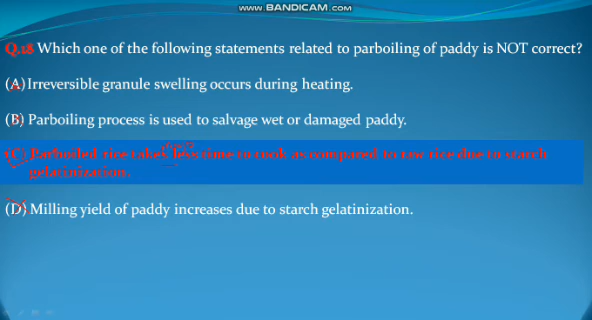 www.BANDICAM.COM
Q.18 Which one of the following statements related to parboiling of paddy is NOT correct?
(A)Irreversible granule swelling occurs during heating.
(B) Parboiling process is used to salvage wet or damaged paddy.
(C) Parboiled rice takes less time to cook as compared to raw rice due to starch
gelatinization.
(D) Milling yield of paddy increases due to starch gelatinization.